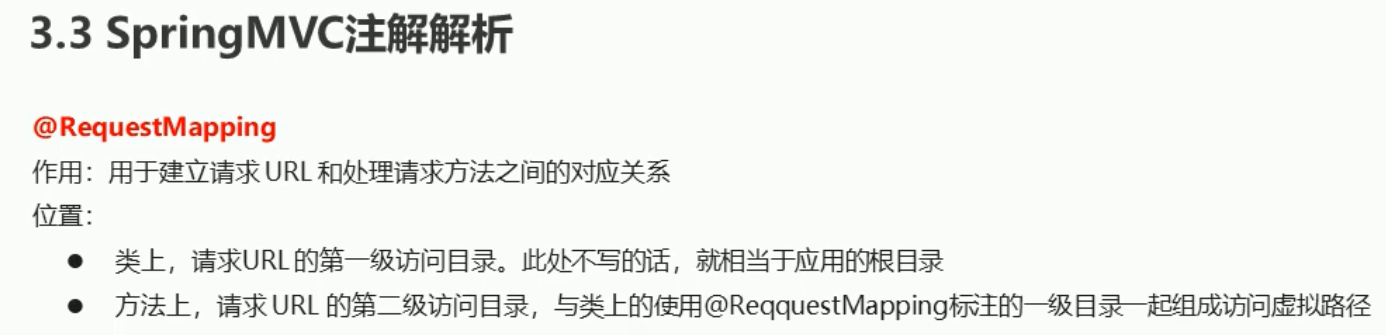 3.3 SpringMVC注解解析
@RequestMapping
作用：用于建立请求 URL 和处理请求方法之间的对应关系
位置：
● 类上，请求URL 的第一级访问目录。此处不写的话，就相当于应用的根目录
● 方法上，请求 URL 的第二级访问目录，与类上的使用@ReqquestMapping标注的一级目录一起组成访问虚拟路径